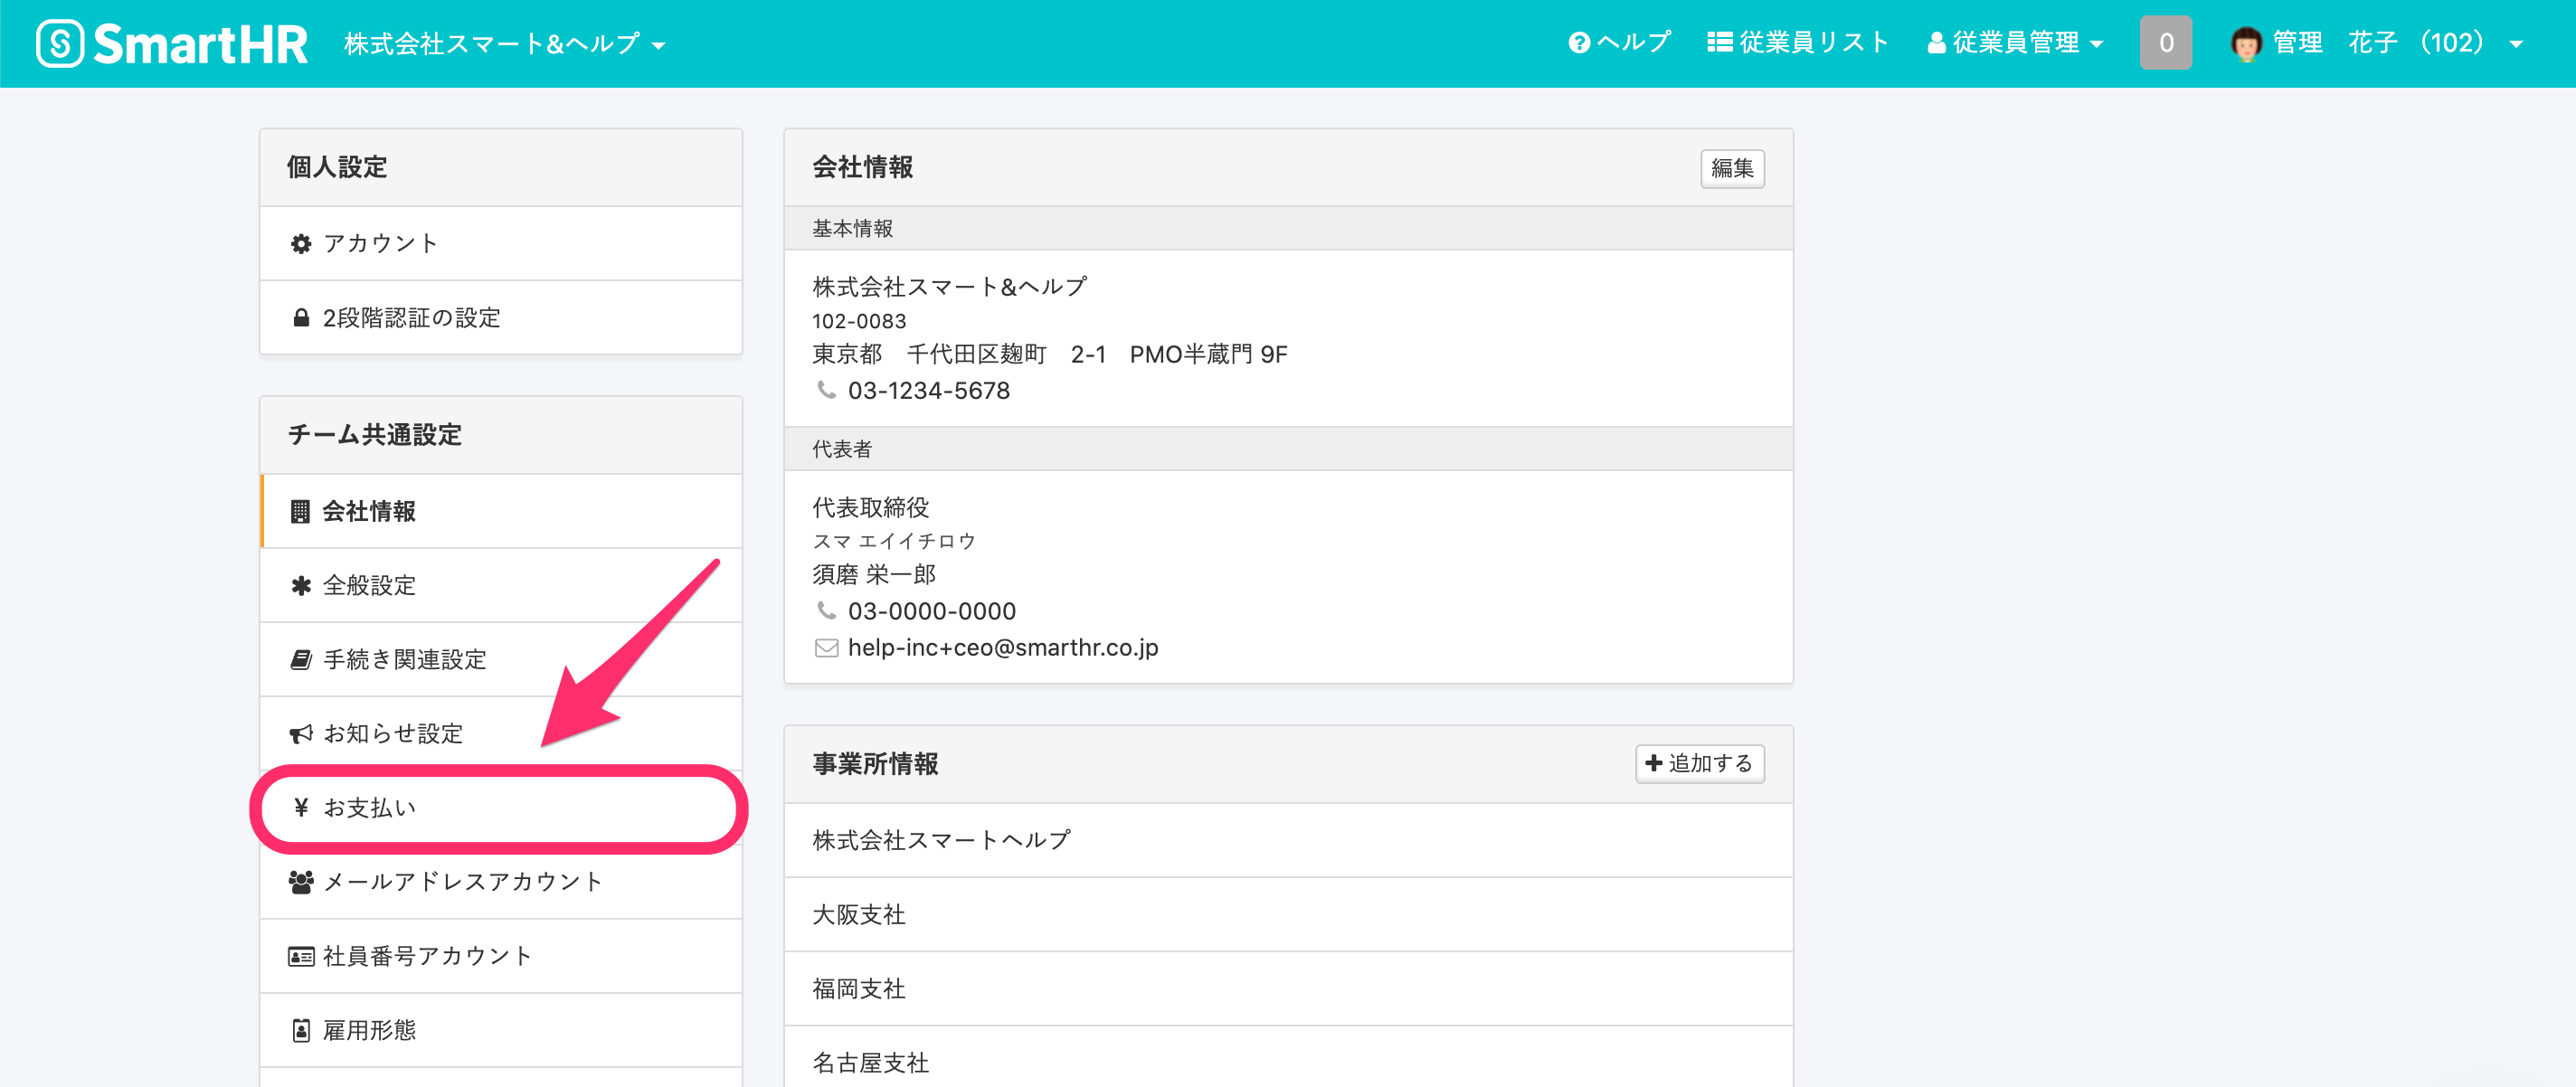 SmartHR 株式会社スマート&ヘルプ ヘルプ 従業員リスト 従業員管理 0 管理 花子 （102）
個人設定
アカウント
2段階認証の設定
チーム共通設定
会社情報
全般設定
手続き関連設定
お知らせ設定
¥ お支払い
メールアドレスアカウント
社員番号アカウント
雇用形態
会社情報 編集
基本情報
株式会社スマート&ヘルプ
102-0083
東京都 千代田区麹町 2-1 PMO半蔵門 9F
03-1234-5678
代表者
代表取締役
スマ エイイチロウ
須磨 栄一郎
03-0000-0000
help-inc+ceo@smarthr.co.jp
事業所情報 追加する
株式会社スマートヘルプ
大阪支社
福岡支社
名古屋支社